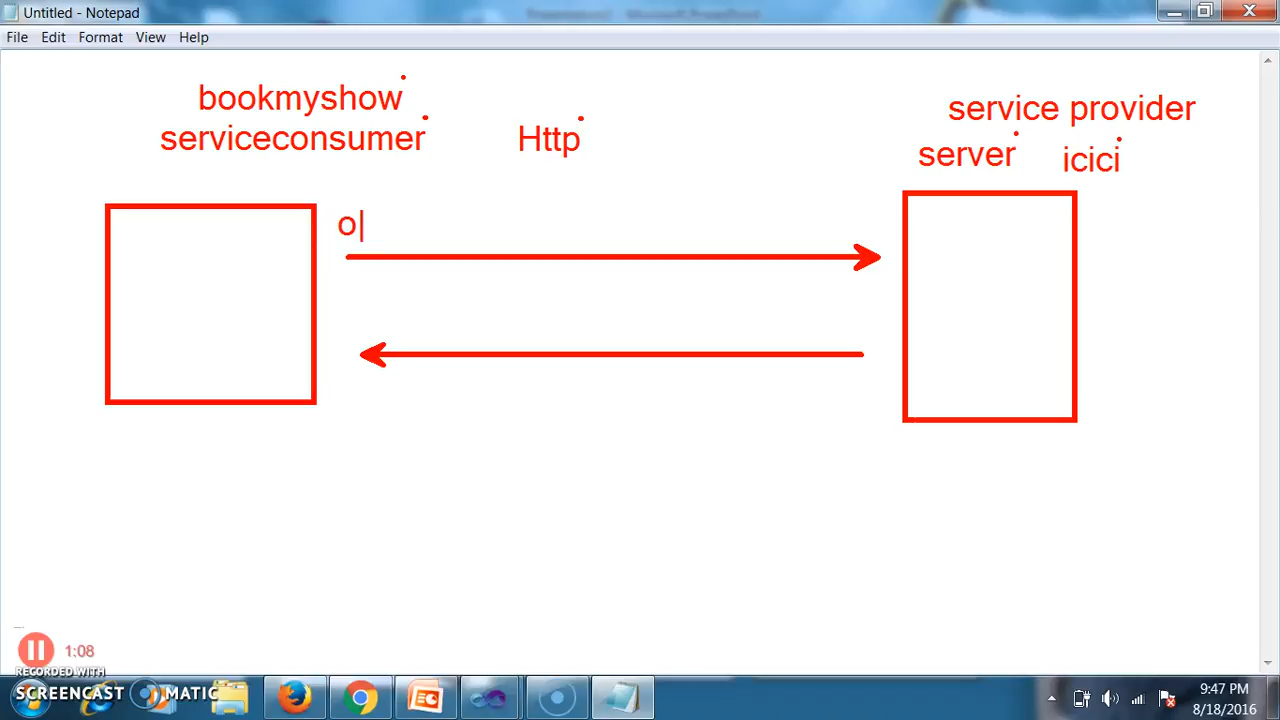 Untitled - Notepad
File Edit Format View Help
bookmyshow
serviceconsumer
Http
service provider
server
icici
o
1:08
RECORDED WITH
SCREENCAST MATIC
9:47 PM
8/18/2016